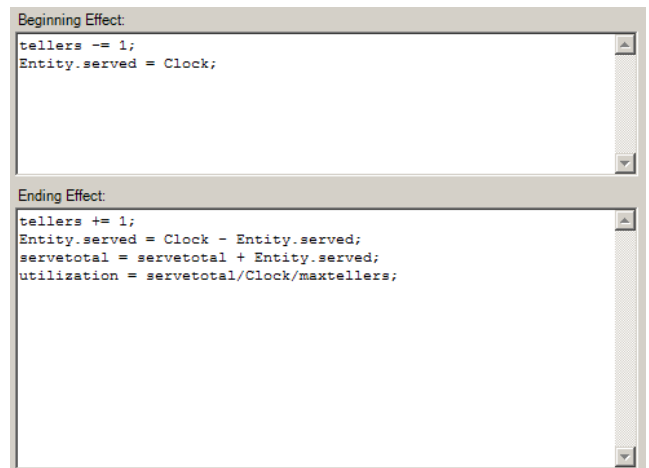 Beginning Effect:
tellers -= 1;
Entity.served = Clock;
Ending Effect:
tellers += 1;
Entity.served = Clock - Entity.served;
servetotal = servetotal + Entity.served;
utilization = servetotal/Clock/maxtellers;